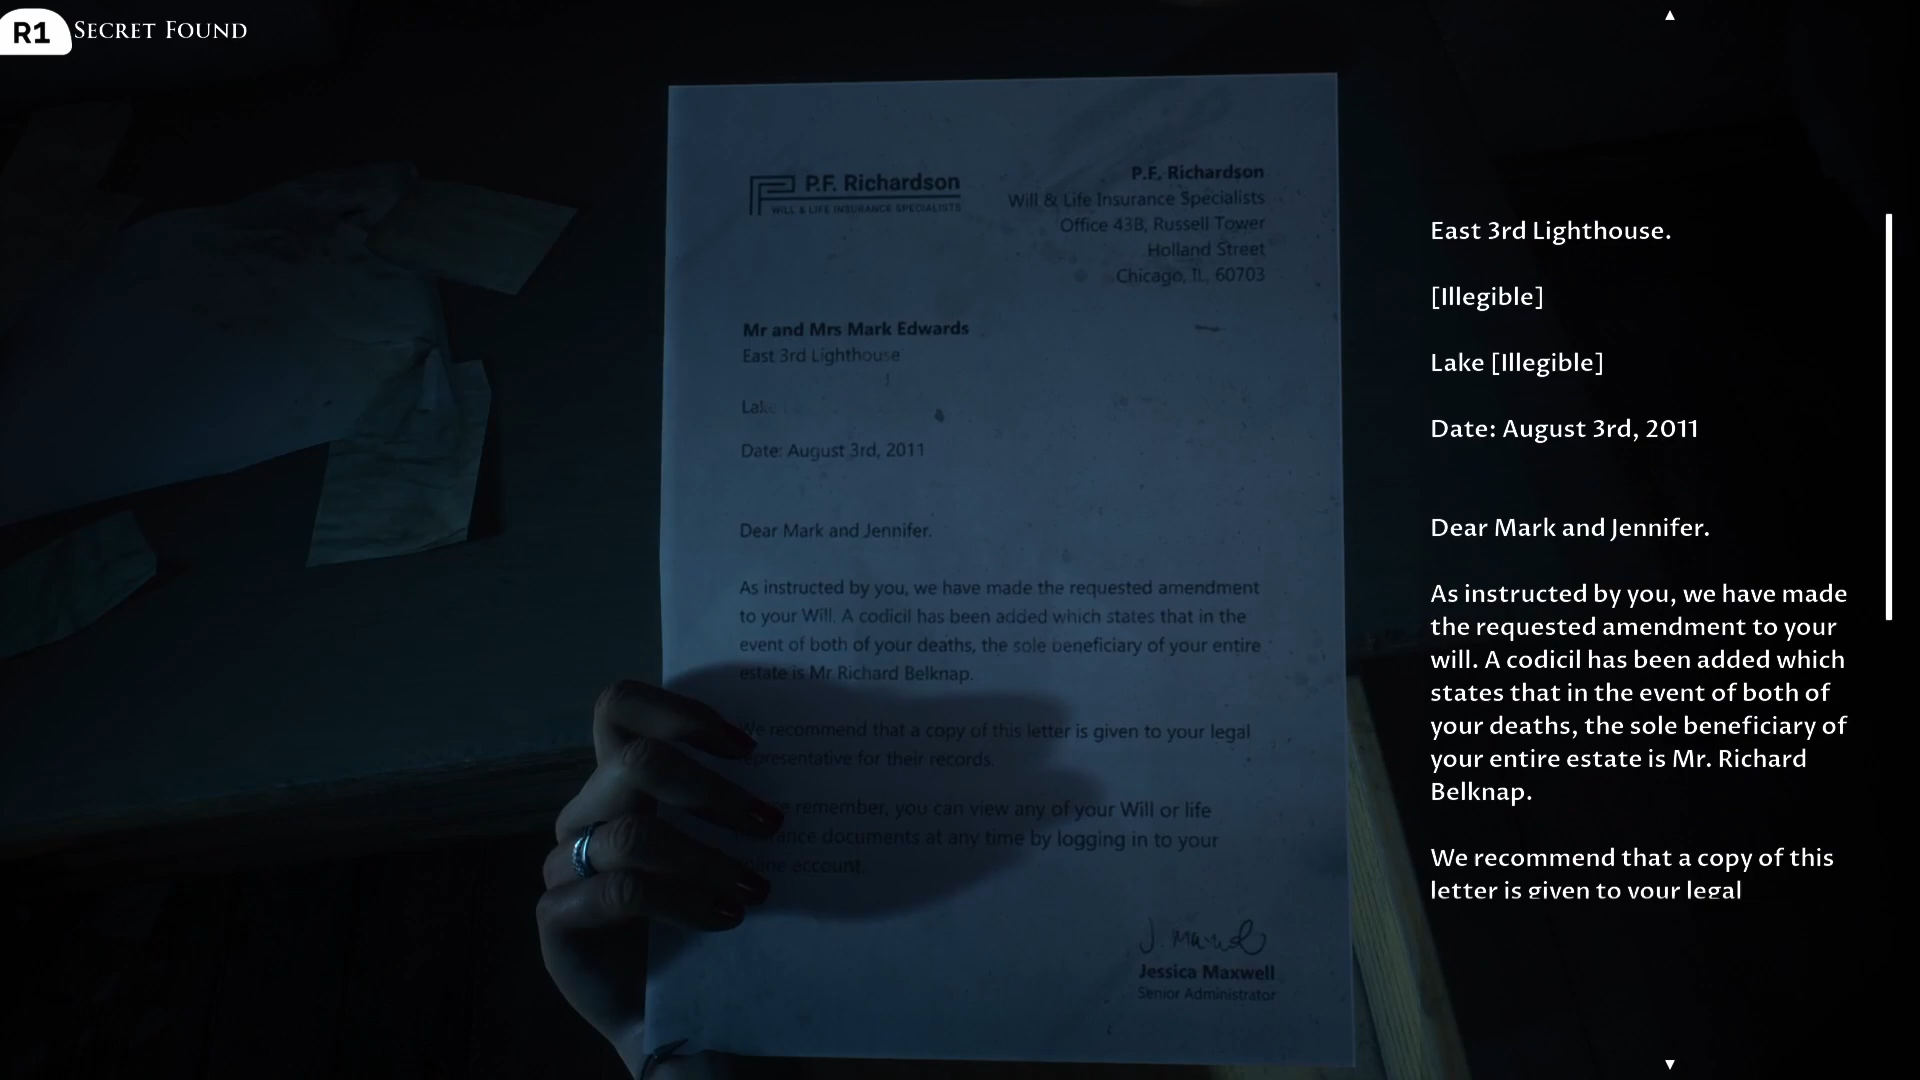 R1 SECRET FOUND
P.F. Richardson
WILL & LIFE INSURANCE SPECIALISTS
P.F. Richardson
Will & Life Insurance Specialists
Office 43B, Russell Tower
Holland Street
Chicago, IL, 60703
Mr and Mrs Mark Edwards
East 3rd Lighthouse
Lake
Date: August 3rd, 2011
Dear Mark and Jennifer.
As instructed by you, we have made the requested amendment
to your Will. A codicil has been added which states that in the
event of both of your deaths, the sole beneficiary of your entire
estate is Mr Richard Belknap.
We recommend that a copy of this letter is given to your legal
representative for their records.
remember, you can view any of your Will or life
documents at any time by logging in to your
account.
J. Maxwell
Jessica Maxwell
Senior Administrator
East 3rd Lighthouse.
[Illegible]
Lake [Illegible]
Date: August 3rd, 2011
Dear Mark and Jennifer.
As instructed by you, we have made
the requested amendment to your
will. A codicil has been added which
states that in the event of both of
your deaths, the sole beneficiary of
your entire estate is Mr. Richard
Belknap.
We recommend that a copy of this
letter is given to your legal